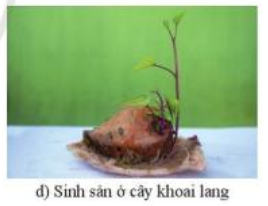 d) Sinh sản ở cây khoai lang